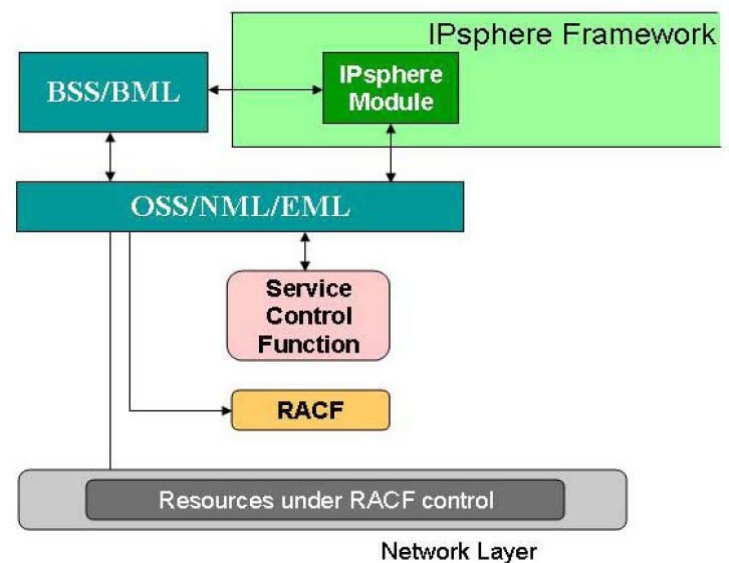 IPsphere Framework
BSS/BML
IPsphere
Module
OSS/NML/EML
Service
Control
Function
RACF
Resources under RACF control
Network Layer